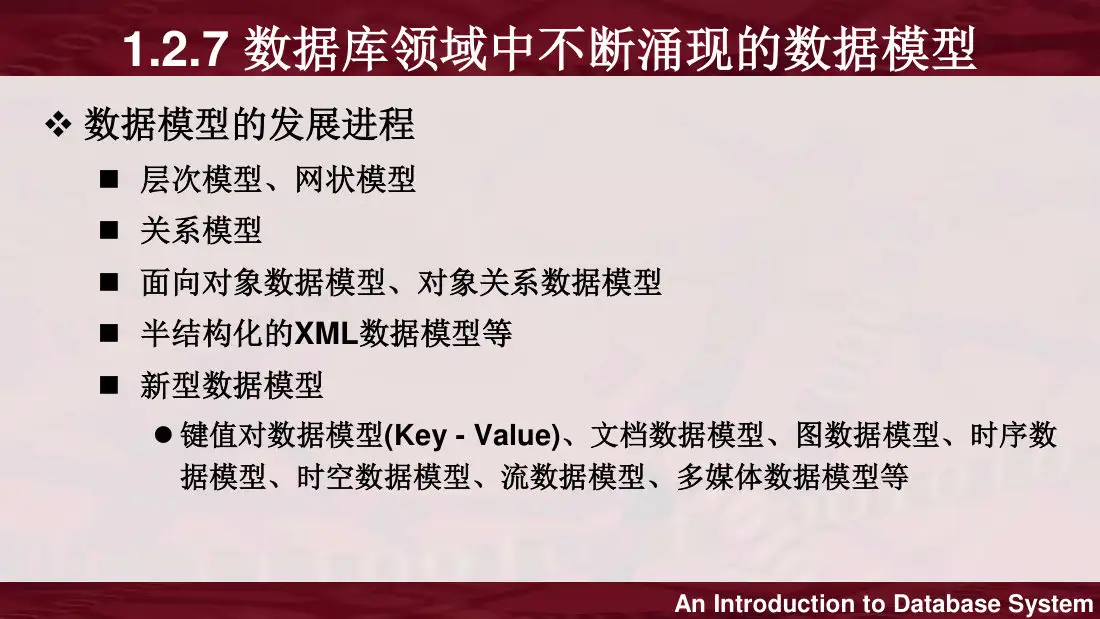 1.2.7 数据库领域中不断涌现的数据模型
❖ 数据模型的发展进程
■ 层次模型、网状模型
■ 关系模型
■ 面向对象数据模型、对象关系数据模型
■ 半结构化的XML数据模型等
■ 新型数据模型
● 键值对数据模型(Key - Value)、文档数据模型、图数据模型、时序数
据模型、时空数据模型、流数据模型、多媒体数据模型等
An Introduction to Database System